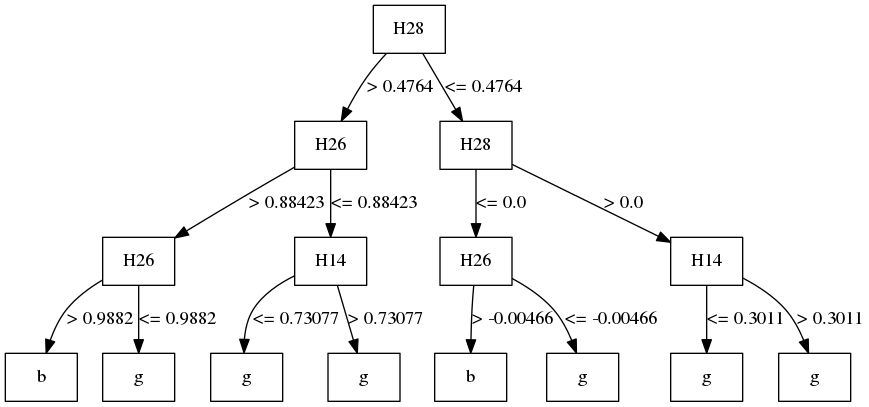 H28
> 0.4764 <= 0.4764
H26 H28
> 0.88423 <= 0.88423 <= 0.0 > 0.0
H26 H14 H26 H14
> 0.9882 <= 0.9882 <= 0.73077 > 0.73077 > -0.00466 <= -0.00466 <= 0.3011 > 0.3011
b g g g b g g g